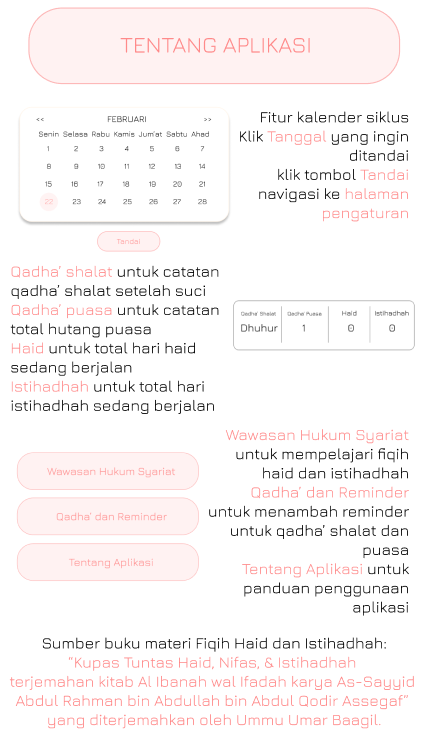 TENTANG APLIKASI
<< FEBRUARI >>
Senin Selasa Rabu Kamis Jum'at Sabtu Ahad
1 2 3 4 5 6 7
8 9 10 11 12 13 14
15 16 17 18 19 20 21
22 23 24 25 26 27 28
Tandai
Fitur kalender siklus
Klik Tanggal yang ingin
ditandai
klik tombol Tandai
navigasi ke halaman
pengaturan
Qadha' shalat untuk catatan
qadha' shalat setelah suci
Qadha' puasa untuk catatan
total hutang puasa
Haid untuk total hari haid
sedang berjalan
Istihadhah untuk total hari
istihadhah sedang berjalan
Qadha' Shalat Qadha' Puasa Haid Istihadhah
Dhuhur 1 0 0
Wawasan Hukum Syariat
Qadha' dan Reminder
Tentang Aplikasi
Wawasan Hukum Syariat
untuk mempelajari fiqih
haid dan istihadhah
Qadha' dan Reminder
untuk menambah reminder
untuk qadha' shalat dan
puasa
Tentang Aplikasi untuk
panduan penggunaan
aplikasi
Sumber buku materi Fiqih Haid dan Istihadhah:
"Kupas Tuntas Haid, Nifas, & Istihadhah
terjemahan kitab Al Ibanah wal Ifadah karya As-Sayyid
Abdul Rahman bin Abdullah bin Abdul Qodir Assegaf"
yang diterjemahkan oleh Ummu Umar Baagil.